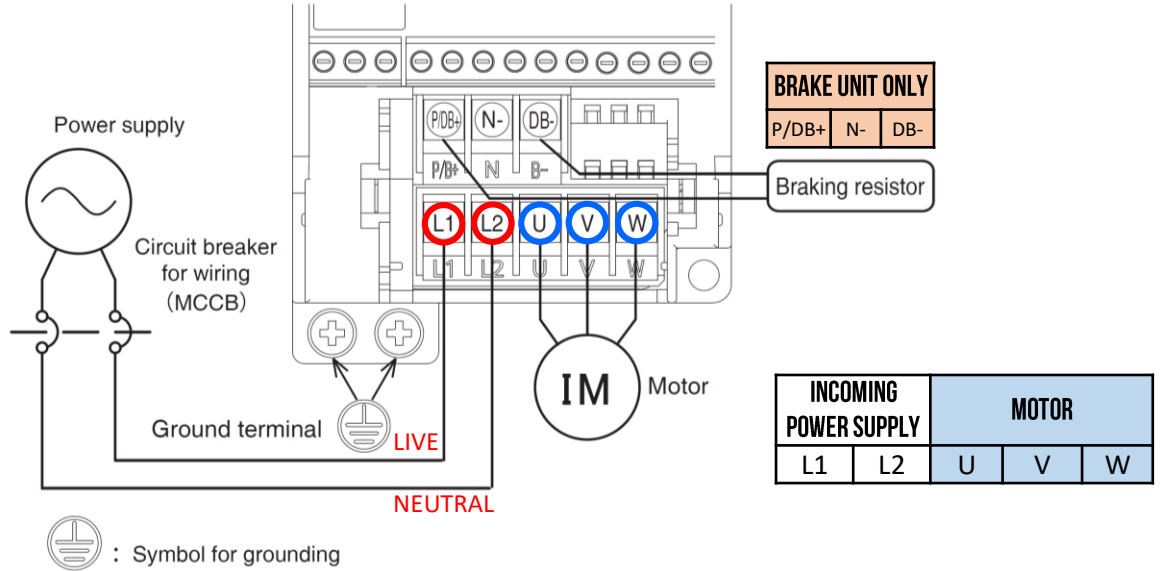 BRAKE UNIT ONLY
P/DB+ N- DB-
P/DB+ N- DB-
Power supply
P/B+ N B-
Braking resistor
L1 L2 U V W
Circuit breaker
for wiring
(MCCB)
L1 L2 U V W
IM
Motor
INCOMING
POWER SUPPLY
MOTOR
L1 L2 U V W
Ground terminal
LIVE
NEUTRAL
: Symbol for grounding